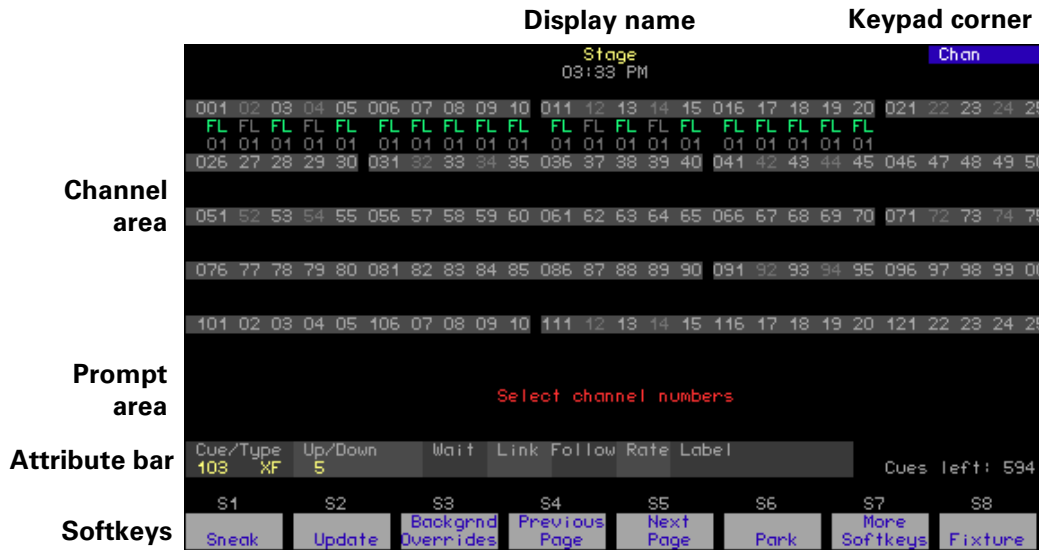 Display name Keypad corner
Stage Chan
03:33 PM
001 02 03 04 05 006 07 08 09 10 011 12 13 14 15 016 17 18 19 20 021 22 23 24 25
FL FL FL FL FL FL FL FL FL FL FL FL FL FL FL FL FL FL FL FL
01 01 01 01 01 01 01 01 01 01 01 01 01 01 01 01 01 01 01 01
026 27 28 29 30 031 32 33 34 35 036 37 38 39 40 041 42 43 44 45 046 47 48 49 50
Channel
area
051 52 53 54 55 056 57 58 59 60 061 62 63 64 65 066 67 68 69 70 071 72 73 74 75
076 77 78 79 80 081 82 83 84 85 086 87 88 89 90 091 92 93 94 95 096 97 98 99 00
101 02 03 04 05 106 07 08 09 10 111 12 13 14 15 116 17 18 19 20 121 22 23 24 25
Prompt
area
Select channel numbers
Attribute bar
Cue/Type Up/Down Wait Link Follow Rate Label
103 XF 5 Cues left: 594
S1 S2 S3 S4 S5 S6 S7 S8
Softkeys
Backgrnd Previous Next More
Sneak Update Overrides Page Page Park Softkeys Fixture